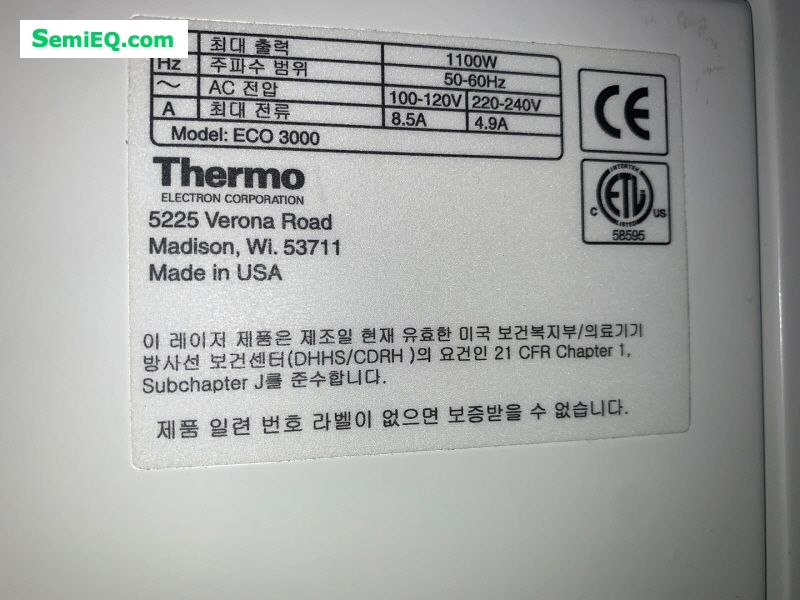 SemiEQ.com
최대 출력 1100W
Hz 주파수 범위 50-60Hz
~ AC 전압 100-120V 220-240V
A 최대 전류 8.5A 4.9A
Model: ECO 3000
CE
INTERTEK
ETL
LISTED
C US
58595
Thermo
ELECTRON CORPORATION
5225 Verona Road
Madison, Wi. 53711
Made in USA
이 레이저 제품은 제조일 현재 유효한 미국 보건복지부/의료기기
방사선 보건센터(DHHS/CDRH )의 요건인 21 CFR Chapter 1,
Subchapter J를 준수합니다.
제품 일련 번호 라벨이 없으면 보증받을 수 없습니다.